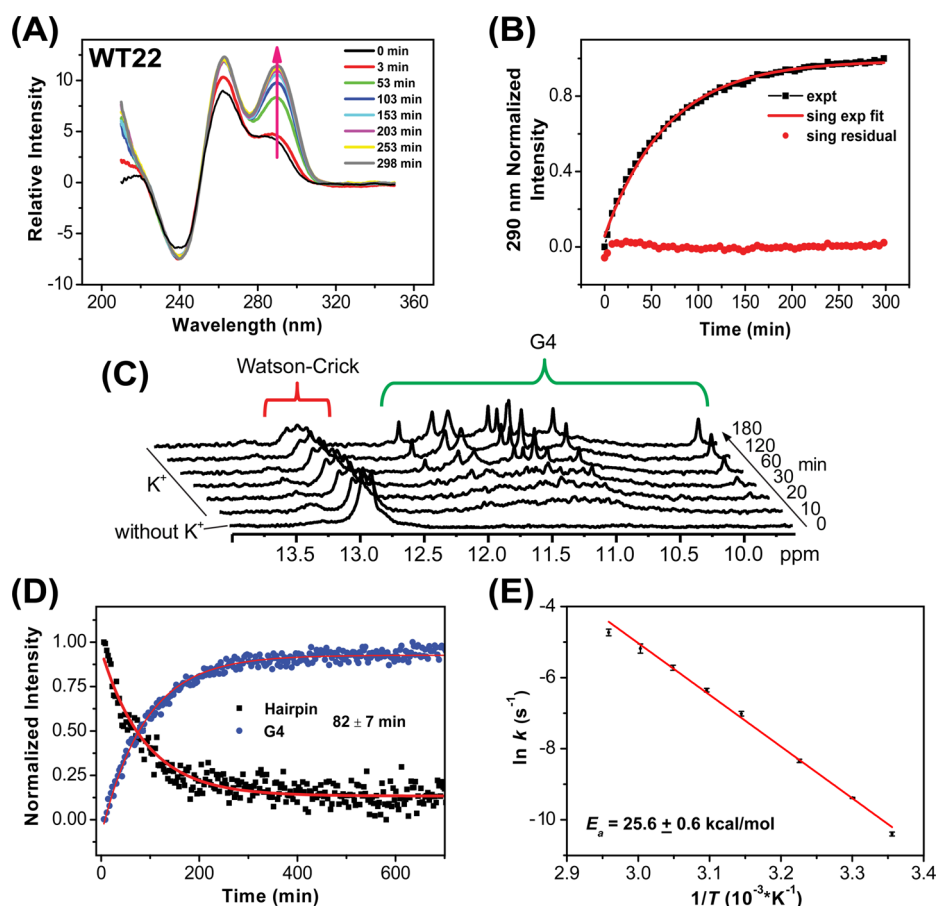 (A)
WT22
0 min
3 min
53 min
103 min
153 min
203 min
253 min
298 min
Relative Intensity
10
5
0
-5
-10
200
240
280
320
360
Wavelength (nm)
(B)
290 nm Normalized
Intensity
0.8
0.4
0.0
expt
sing exp fit
sing residual
0
50
100
150
200
250
300
Time (min)
(C)
Watson-Crick
G4
K+
without K+
180
120
60
30
20
10
0
min
13.5
13.0
12.5
12.0
11.5
11.0
10.5
10.0
ppm
(D)
Normalized Intensity
1.00
0.75
0.50
0.25
0.00
Hairpin
G4
82 ± 7 min
0
200
400
600
Time (min)
(E)
ln k (s-1)
-4
-6
-8
-10
Ea = 25.6 ± 0.6 kcal/mol
2.9
3.0
3.1
3.2
3.3
3.4
1/T (10-3*K-1)